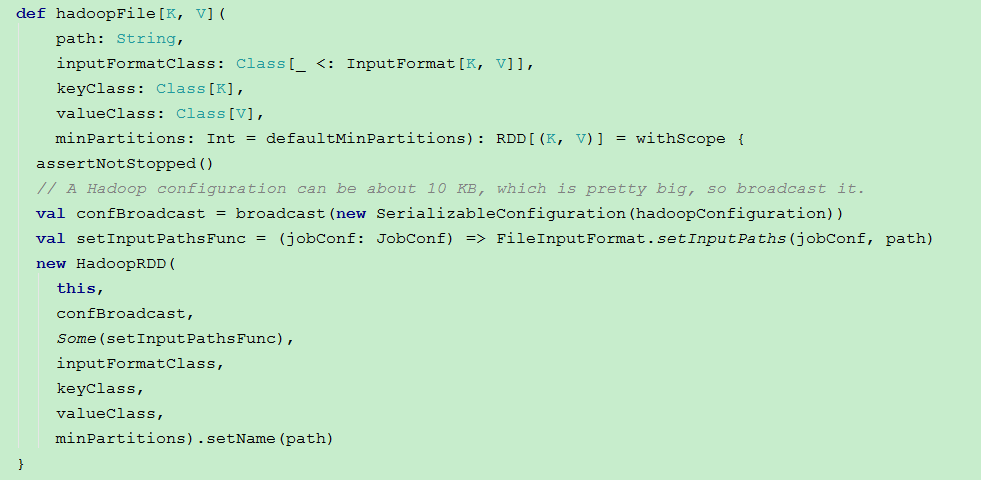 def hadoopFile[K, V](
path: String,
inputFormatClass: Class[_ <: InputFormat[K, V]],
keyClass: Class[K],
valueClass: Class[V],
minPartitions: Int = defaultMinPartitions): RDD[(K, V)] = withScope {
assertNotStopped()
// A Hadoop configuration can be about 10 KB, which is pretty big, so broadcast it.
val confBroadcast = broadcast(new SerializableConfiguration(hadoopConfiguration))
val setInputPathsFunc = (jobConf: JobConf) => FileInputFormat.setInputPaths(jobConf, path)
new HadoopRDD(
this,
confBroadcast,
Some(setInputPathsFunc),
inputFormatClass,
keyClass,
valueClass,
minPartitions).setName(path)
}